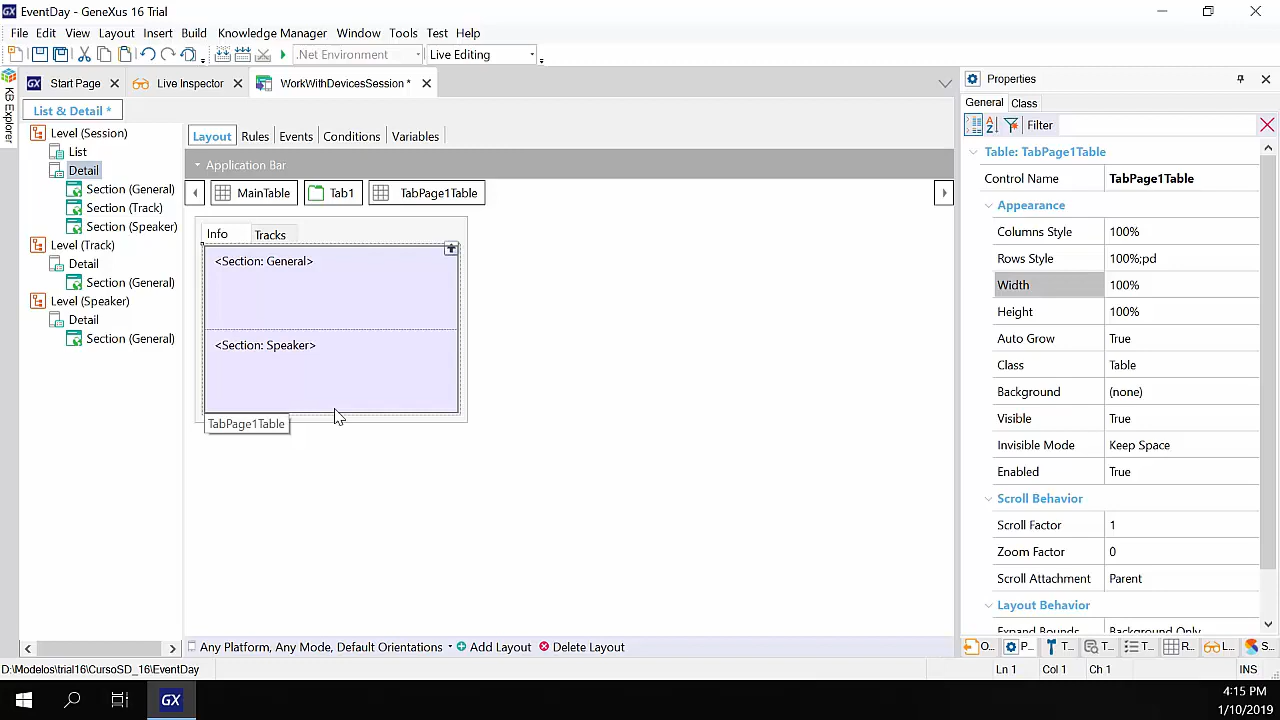 EventDay - GeneXus 16 Trial
File Edit View Layout Insert Build Knowledge Manager Window Tools Test Help
.Net Environment Live Editing
KB Explorer
Start Page Live Inspector WorkWithDevicesSession *
List & Detail *
Level (Session)
List
Detail
Section (General)
Section (Track)
Section (Speaker)
Level (Track)
Detail
Section (General)
Level (Speaker)
Detail
Section (General)
Layout Rules Events Conditions Variables
Application Bar
MainTable Tab1 TabPage1Table
Info Tracks
<Section: General>
<Section: Speaker>
TabPage1Table
Any Platform, Any Mode, Default Orientations Add Layout Delete Layout
Properties
General Class
Filter
Table: TabPage1Table
Control Name TabPage1Table
Appearance
Columns Style 100%
Rows Style 100%;pd
Width 100%
Height 100%
Auto Grow True
Class Table
Background (none)
Visible True
Invisible Mode Keep Space
Enabled True
Scroll Behavior
Scroll Factor 1
Zoom Factor 0
Scroll Attachment Parent
Layout Behavior
Expand Bounds Background Only
O... P... T... T... T... R... L... S...
D:\Modelos\trial16\CursoSD_16\EventDay Ln 1 Col 1 Ch 1 INS
GX
4:15 PM
1/10/2019